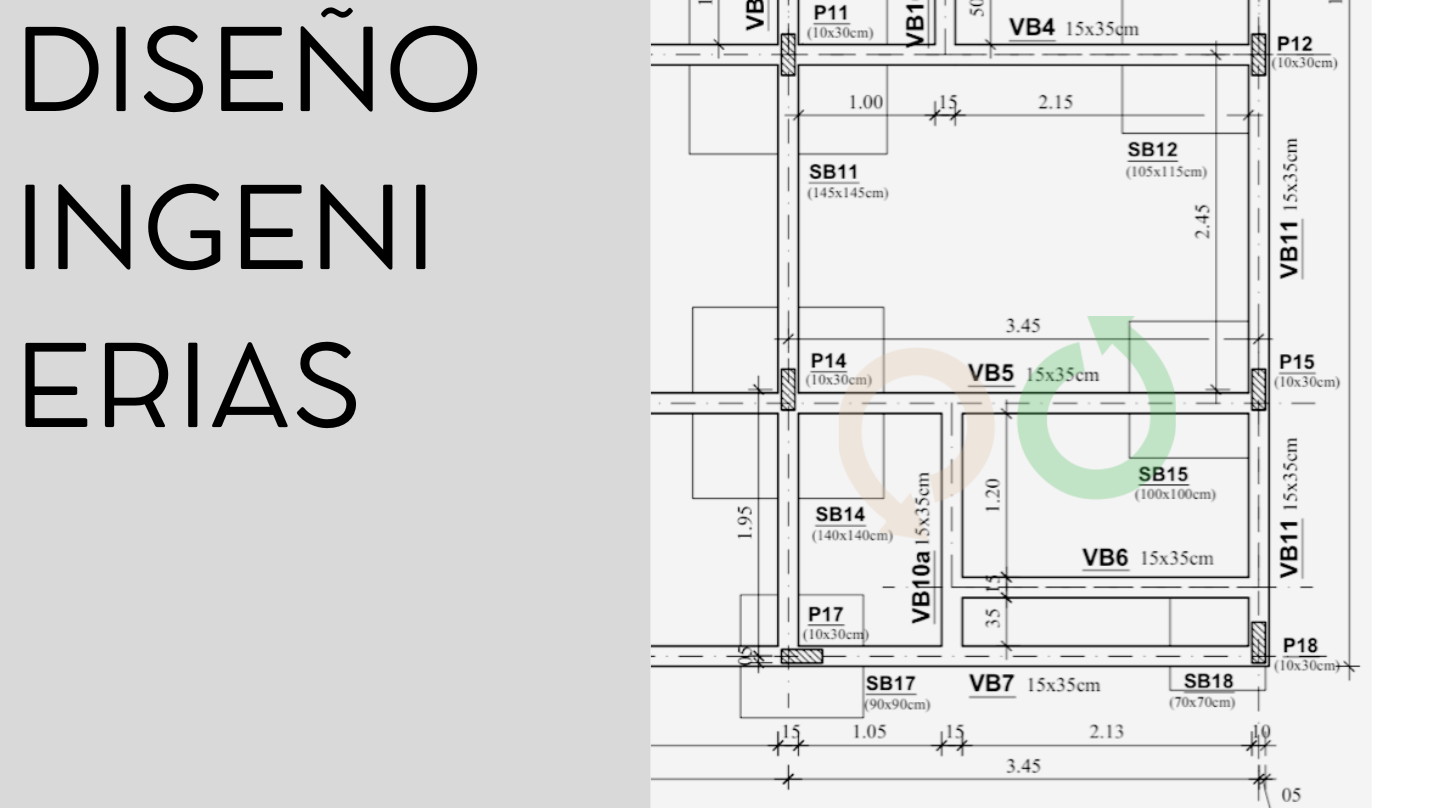 DISEÑO
INGENI
ERIAS
P11
(10x30cm)
VB4 15x35cm
P12
(10x30cm)
1.00
15
2.15
SB11
(145x145cm)
SB12
(105x115cm)
2.45
VB11 15x35cm
3.45
P14
(10x30cm)
VB5 15x35cm
P15
(10x30cm)
SB14
(140x140cm)
1.95
VB10a 15x35cm
1.20
SB15
(100x100cm)
VB11 15x35cm
VB6 15x35cm
15
35
P17
(10x30cm)
05
P18
(10x30cm)
SB17
(90x90cm)
VB7 15x35cm
SB18
(70x70cm)
15
1.05
15
2.13
10
3.45
05